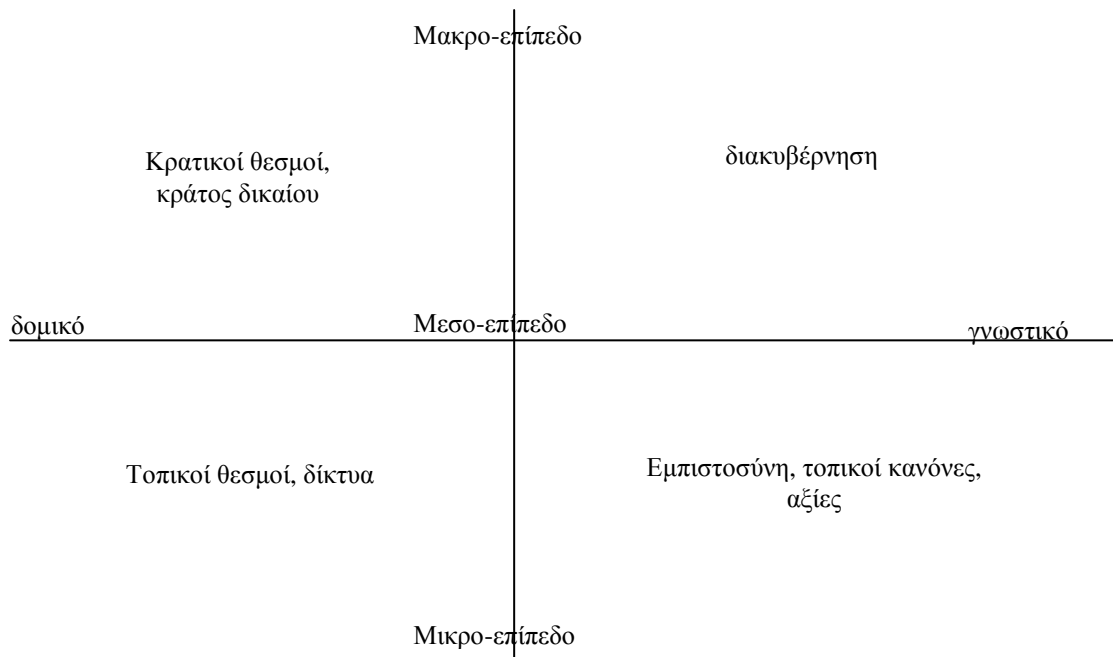 Μακρο-επίπεδο
Κρατικοί θεσμοί,
κράτος δικαίου
διακυβέρνηση
δομικό
Μεσο-επίπεδο
γνωστικό
Τοπικοί θεσμοί, δίκτυα
Εμπιστοσύνη, τοπικοί κανόνες,
αξίες
Μικρο-επίπεδο